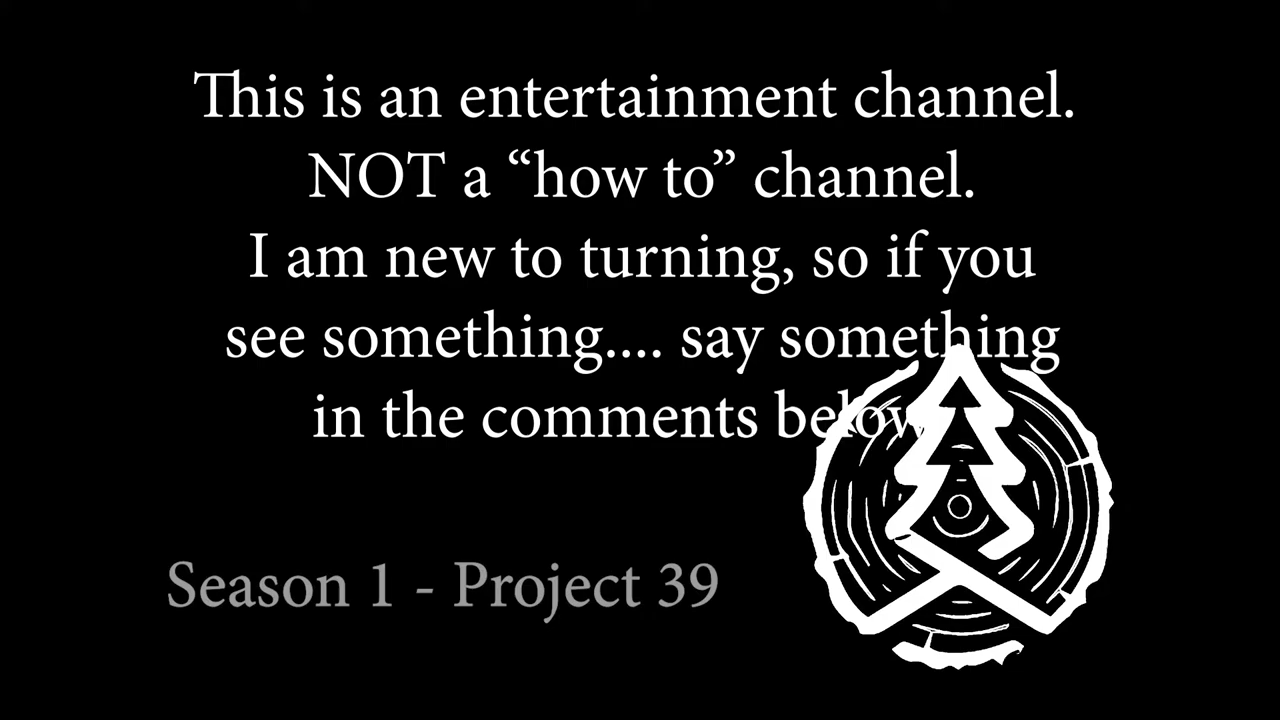 This is an entertainment channel.
NOT a “how to” channel.
I am new to turning, so if you
see something.... say something
in the comments below
Season 1 - Project 39